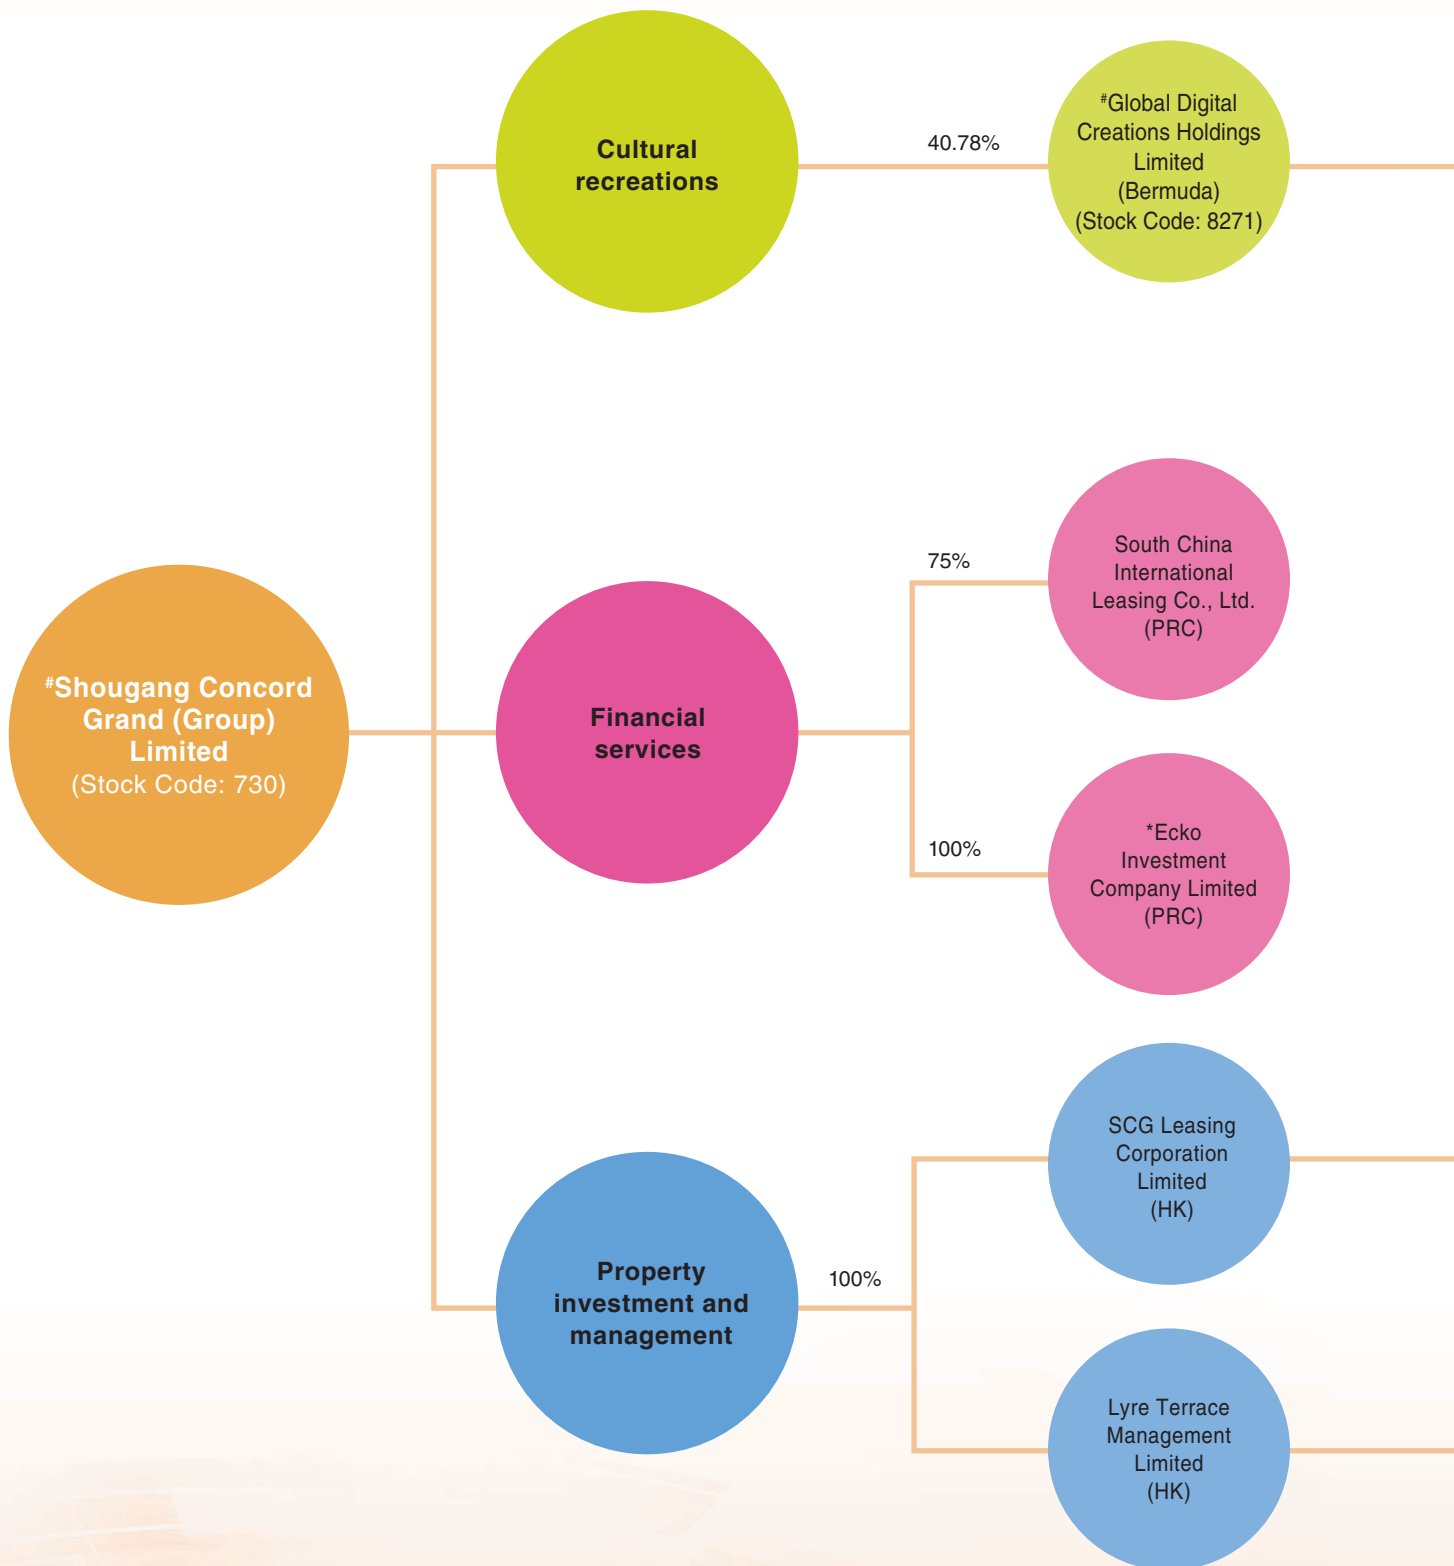 Cultural
recreations
40.78%
#Global Digital
Creations Holdings
Limited
(Bermuda)
(Stock Code: 8271)
#Shougang Concord
Grand (Group)
Limited
(Stock Code: 730)
Financial
services
75%
South China
International
Leasing Co., Ltd.
(PRC)
100%
*Ecko
Investment
Company Limited
(PRC)
Property
investment and
management
100%
SCG Leasing
Corporation
Limited
(HK)
Lyre Terrace
Management
Limited
(HK)